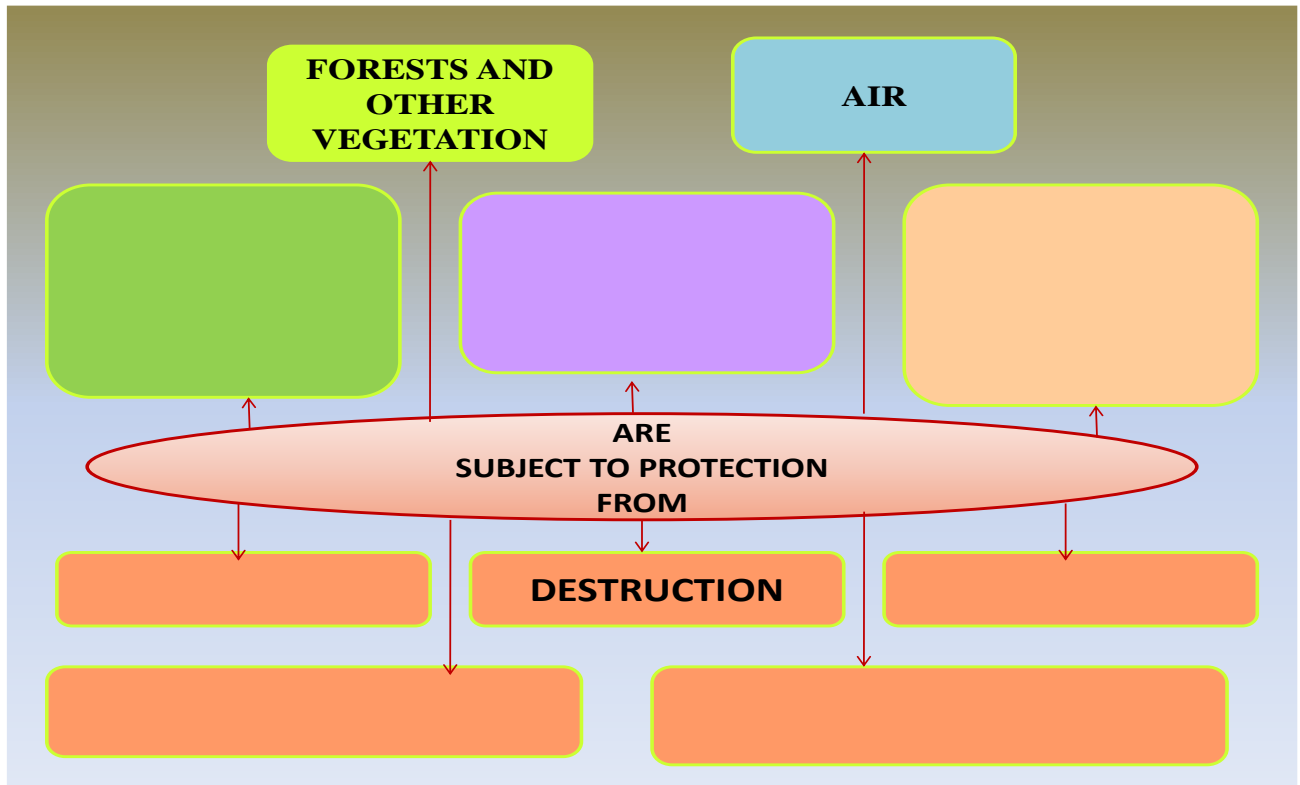 FORESTS AND
OTHER
VEGETATION
AIR
ARE
SUBJECT TO PROTECTION
FROM
DESTRUCTION